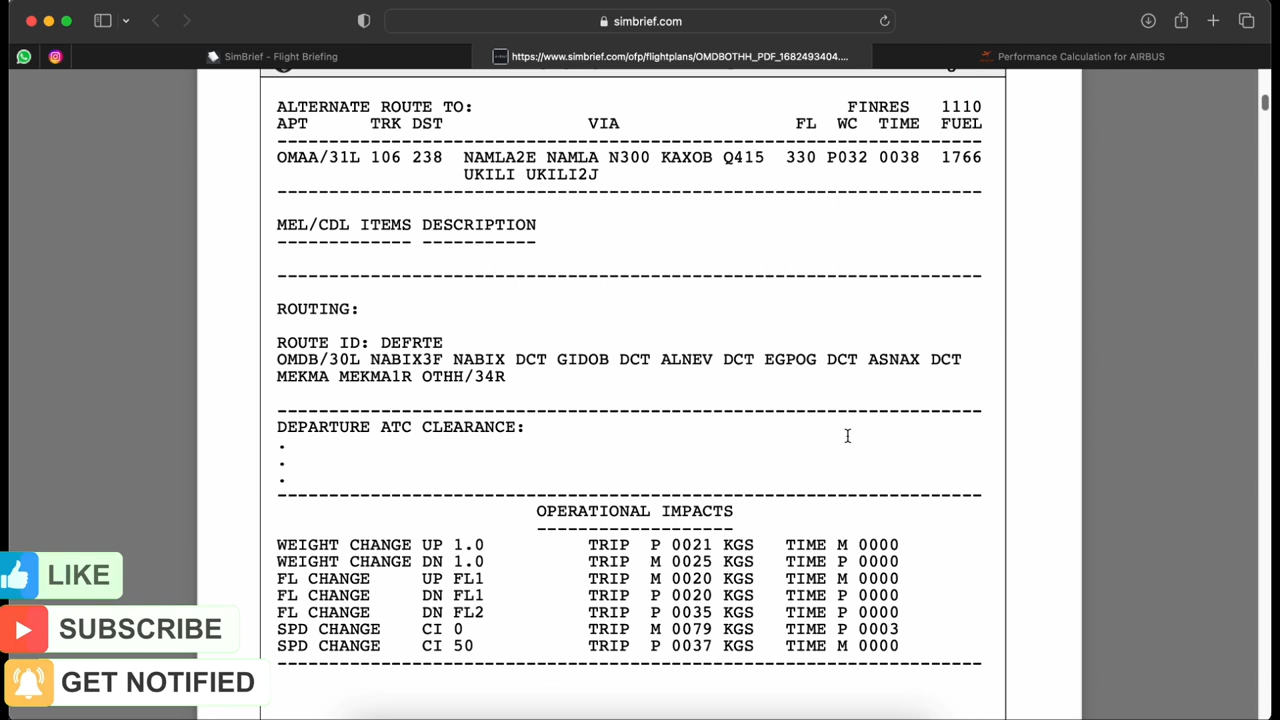 simbrief.com
SimBrief - Flight Briefing
https://www.simbrief.com/ofp/flightplans/OMDBOTHH_PDF_1682493404....
Performance Calculation for AIRBUS
ALTERNATE ROUTE TO: FINRES 1110
APT TRK DST VIA FL WC TIME FUEL
OMAA/31L 106 238 NAMLA2E NAMLA N300 KAXOB Q415 330 P032 0038 1766
UKILI UKILI2J
MEL/CDL ITEMS DESCRIPTION
ROUTING:
ROUTE ID: DEFRTE
OMDB/30L NABIX3F NABIX DCT GIDOB DCT ALNEV DCT EGPOG DCT ASNAX DCT
MEKMA MEKMA1R OTHH/34R
DEPARTURE ATC CLEARANCE:
.
.
.
OPERATIONAL IMPACTS
WEIGHT CHANGE UP 1.0 TRIP P 0021 KGS TIME M 0000
WEIGHT CHANGE DN 1.0 TRIP M 0025 KGS TIME P 0000
FL CHANGE UP FL1 TRIP M 0020 KGS TIME M 0000
FL CHANGE DN FL1 TRIP P 0020 KGS TIME P 0000
FL CHANGE DN FL2 TRIP P 0035 KGS TIME P 0000
SPD CHANGE CI 0 TRIP M 0079 KGS TIME P 0003
SPD CHANGE CI 50 TRIP P 0037 KGS TIME M 0000
LIKE
SUBSCRIBE
GET NOTIFIED